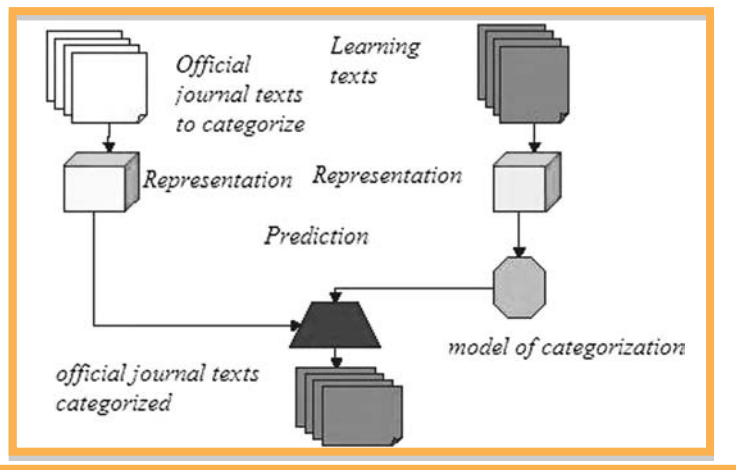 Official
journal texts
to categorize
Learning
texts
Representation
Representation
Prediction
model of categorization
official journal texts
categorized